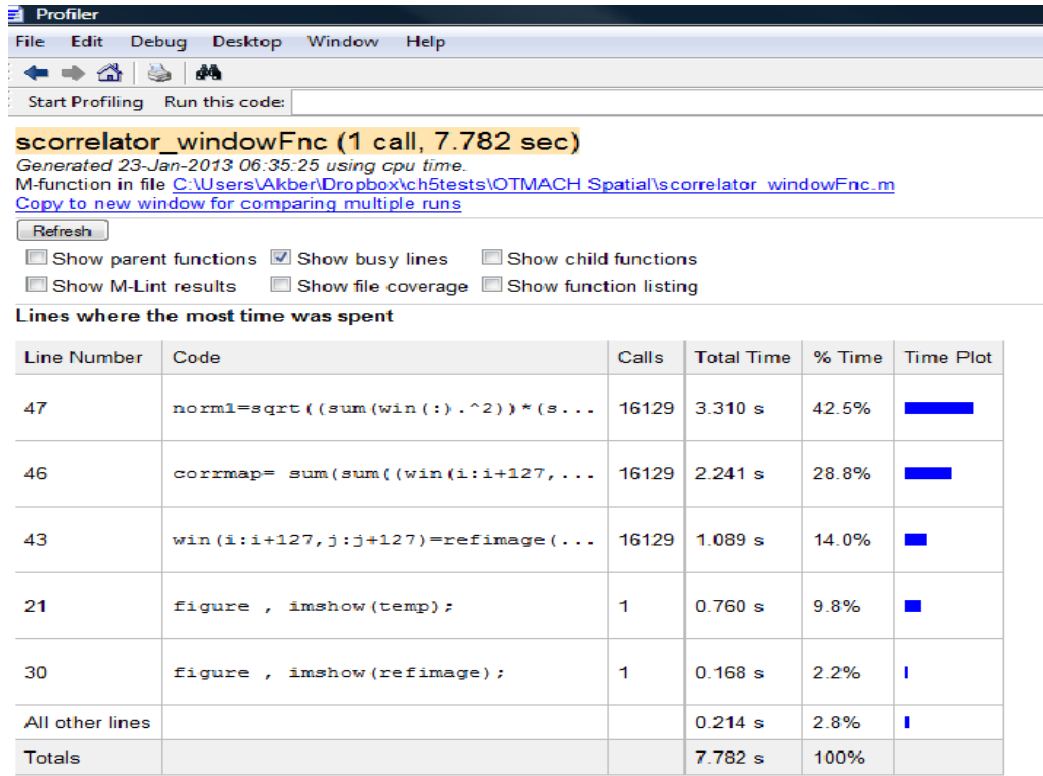 Profiler
File Edit Debug Desktop Window Help
Start Profiling Run this code:
scorrelator_windowFnc (1 call, 7.782 sec)
Generated 23-Jan-2013 06:35:25 using cpu time.
M-function in file C:\Users\Akber\Dropbox\ch5tests\OTMACH Spatial\scorrelator_windowFnc.m
Copy to new window for comparing multiple runs
Refresh
Show parent functions Show busy lines Show child functions
Show M-Lint results Show file coverage Show function listing
Lines where the most time was spent
Line Number Code Calls Total Time % Time Time Plot
47 norm1=sqrt((sum(win(:).^2))*(s... 16129 3.310 s 42.5%
46 corrmap= sum(sum((win(i:i+127,... 16129 2.241 s 28.8%
43 win(i:i+127,j:j+127)=refimage(... 16129 1.089 s 14.0%
21 figure , imshow(temp); 1 0.760 s 9.8%
30 figure , imshow(refimage); 1 0.168 s 2.2%
All other lines 0.214 s 2.8%
Totals 7.782 s 100%